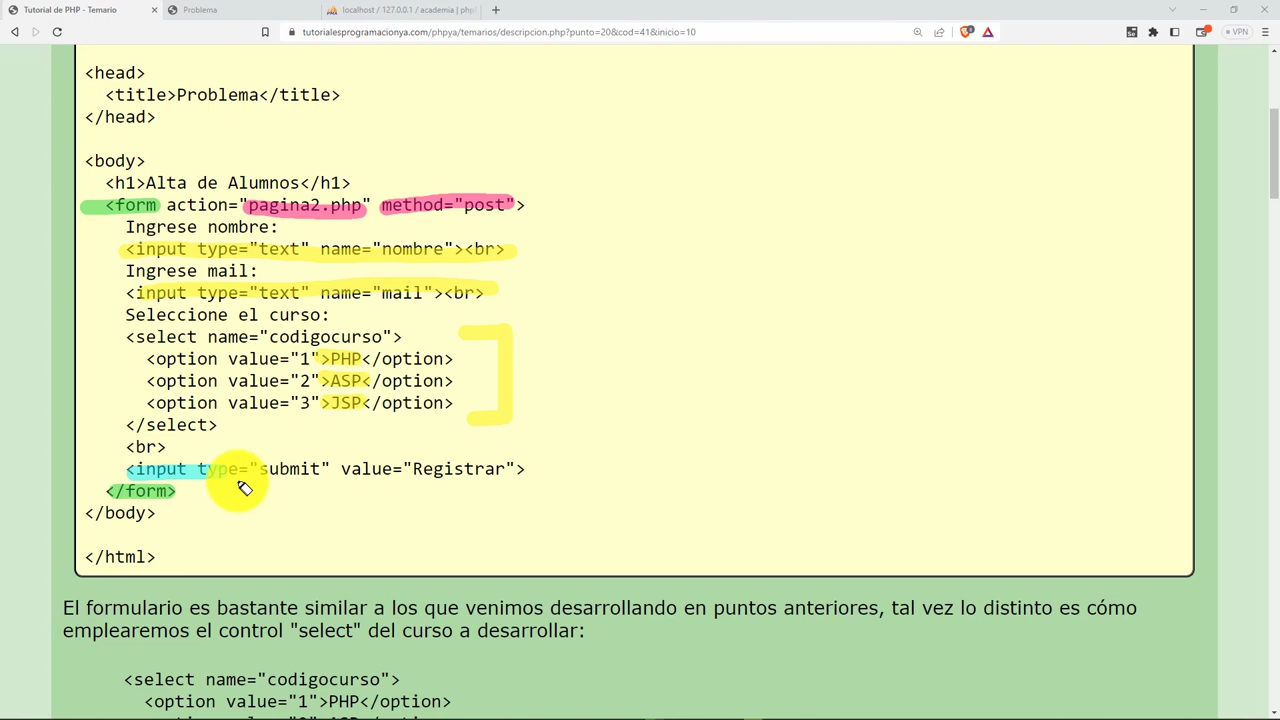 Tutorial de PHP - Temario
Problema
localhost / 127.0.0.1 / academia | ph
tutorialesprogramacionya.com/phpya/temarios/descripcion.php?punto=20&cod=41&inicio=10
VPN
<head>
<title>Problema</title>
</head>
<body>
<h1>Alta de Alumnos</h1>
<form action="pagina2.php" method="post">
Ingrese nombre:
<input type="text" name="nombre"><br>
Ingrese mail:
<input type="text" name="mail"><br>
Seleccione el curso:
<select name="codigocurso">
<option value="1">PHP</option>
<option value="2">ASP</option>
<option value="3">JSP</option>
</select>
<br>
<input type="submit" value="Registrar">
</form>
</body>
</html>
El formulario es bastante similar a los que venimos desarrollando en puntos anteriores, tal vez lo distinto es cómo
emplearemos el control "select" del curso a desarrollar:
<select name="codigocurso">
<option value="1">PHP</option>